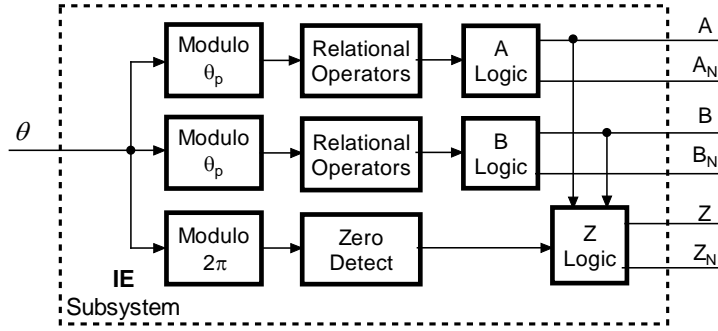 θ
Modulo
θp
Relational
Operators
A
Logic
A
AN
Modulo
θp
Relational
Operators
B
Logic
B
BN
Modulo
2π
Zero
Detect
Z
Logic
Z
ZN
IE
Subsystem